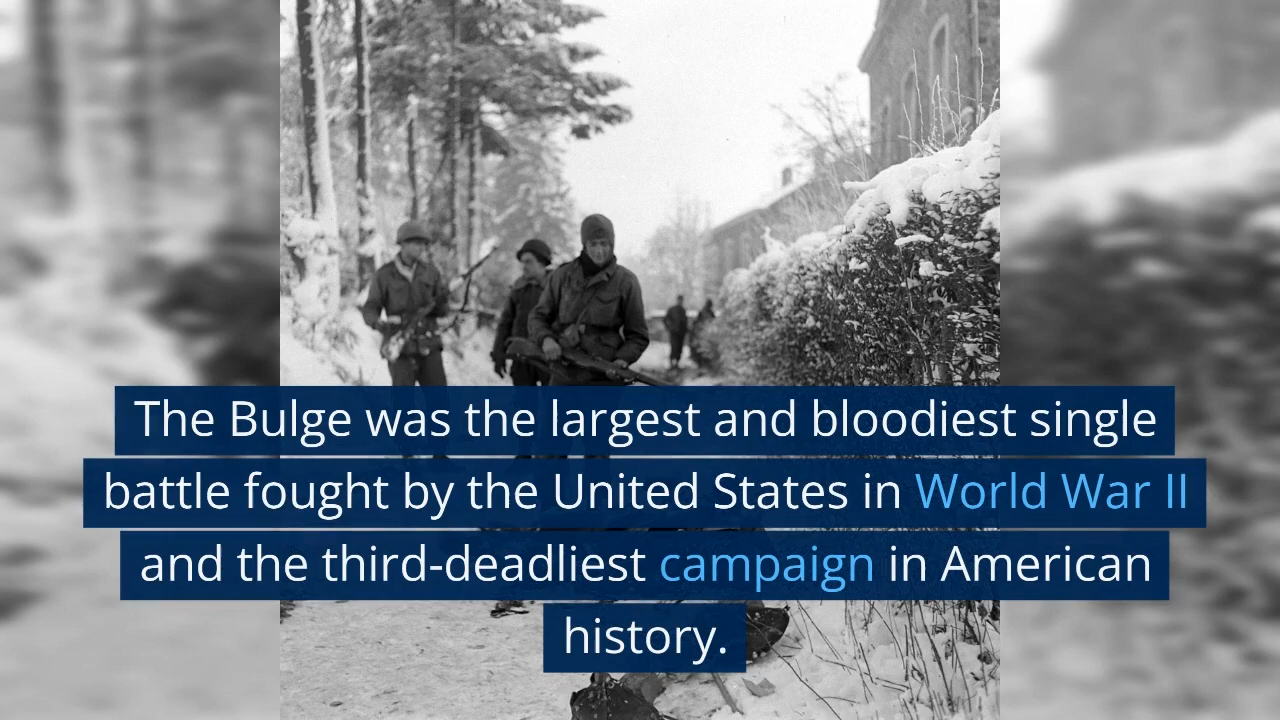 The Bulge was the largest and bloodiest single
battle fought by the United States in World War II
and the third-deadliest campaign in American
history.